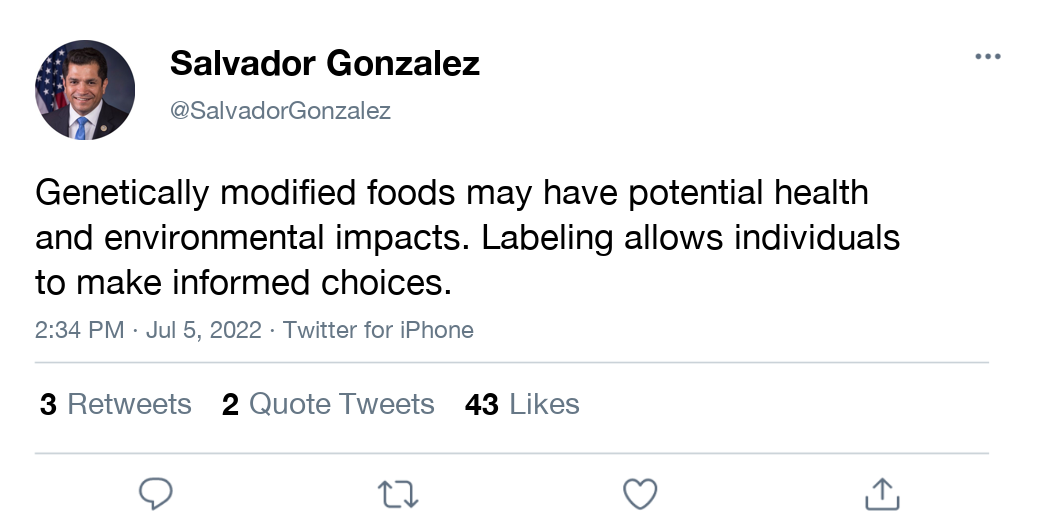 Salvador Gonzalez
@SalvadorGonzalez
Genetically modified foods may have potential health
and environmental impacts. Labeling allows individuals
to make informed choices.
2:34 PM · Jul 5, 2022 · Twitter for iPhone
3 Retweets 2 Quote Tweets 43 Likes